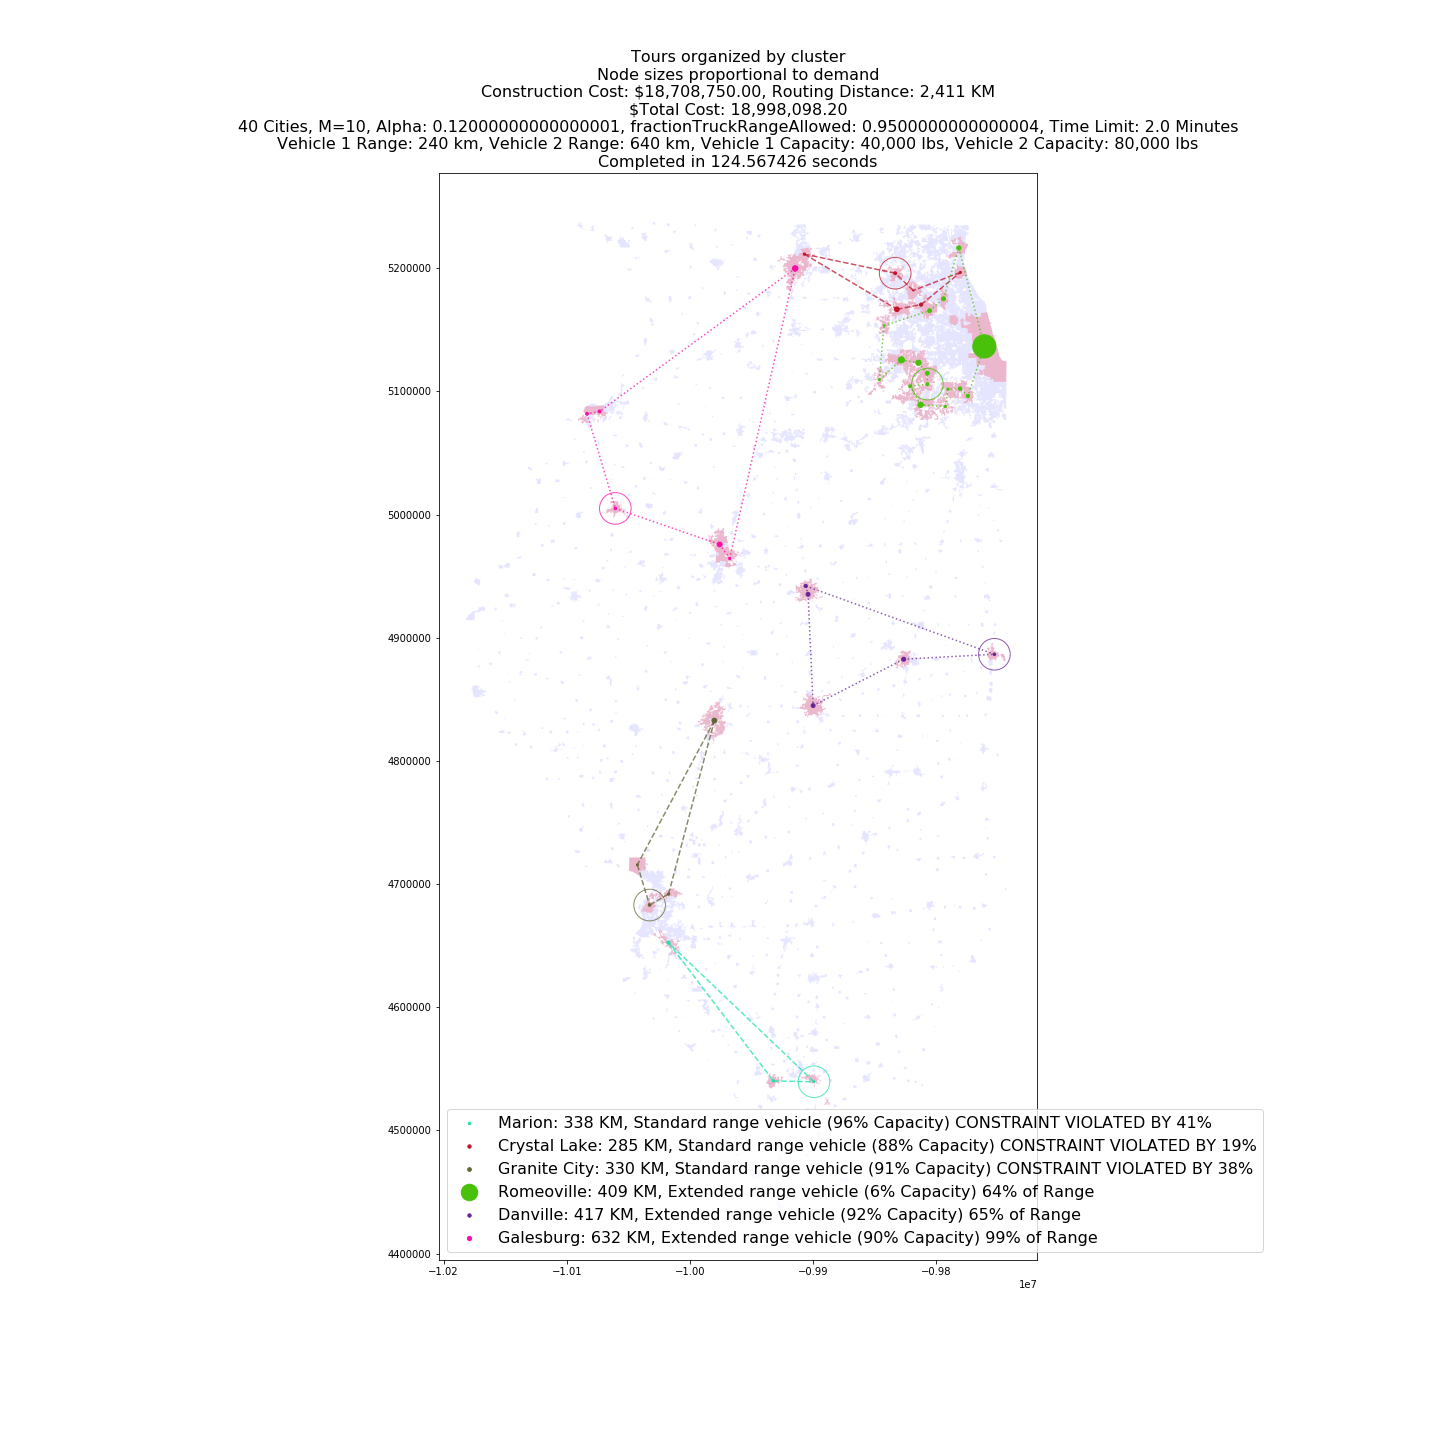 Tours organized by cluster
Node sizes proportional to demand
Construction Cost: $18,708,750.00, Routing Distance: 2,411 KM
$Total Cost: 18,998,098.20
40 Cities, M=10, Alpha: 0.12000000000000001, fractionTruckRangeAllowed: 0.9500000000000004, Time Limit: 2.0 Minutes
Vehicle 1 Range: 240 km, Vehicle 2 Range: 640 km, Vehicle 1 Capacity: 40,000 lbs, Vehicle 2 Capacity: 80,000 lbs
Completed in 124.567426 seconds
5200000
5100000
5000000
4900000
4800000
4700000
4600000
4500000
4400000
Marion: 338 KM, Standard range vehicle (96% Capacity) CONSTRAINT VIOLATED BY 41%
Crystal Lake: 285 KM, Standard range vehicle (88% Capacity) CONSTRAINT VIOLATED BY 19%
Granite City: 330 KM, Standard range vehicle (91% Capacity) CONSTRAINT VIOLATED BY 38%
Romeoville: 409 KM, Extended range vehicle (6% Capacity) 64% of Range
Danville: 417 KM, Extended range vehicle (92% Capacity) 65% of Range
Galesburg: 632 KM, Extended range vehicle (90% Capacity) 99% of Range
−1.02 −1.01 −1.00 −0.99 −0.98
1e7